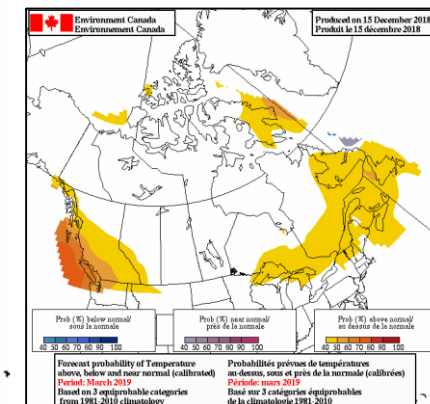 Environment Canada
Environnement Canada
Produced on 15 December 2018
Produit le 15 décembre 2018
Prob (%) below normal/
sous la normale
40 50 60 70 80 90 100
Prob (%) near normal/
près de la normale
40 50 60 70 80 90 100
Prob (%) above normal/
au dessus de la normale
40 50 60 70 80 90 100
Forecast probability of Temperature
above, below and near normal (calibrated)
Period: March 2019
Based on 3 equiprobable categories
from 1981-2010 climatology
Probabilités prévues de températures
au-dessus, sous et près de la normale (calibrées)
Période: mars 2019
Basé sur 3 catégories équiprobables
de la climatologie 1981-2010